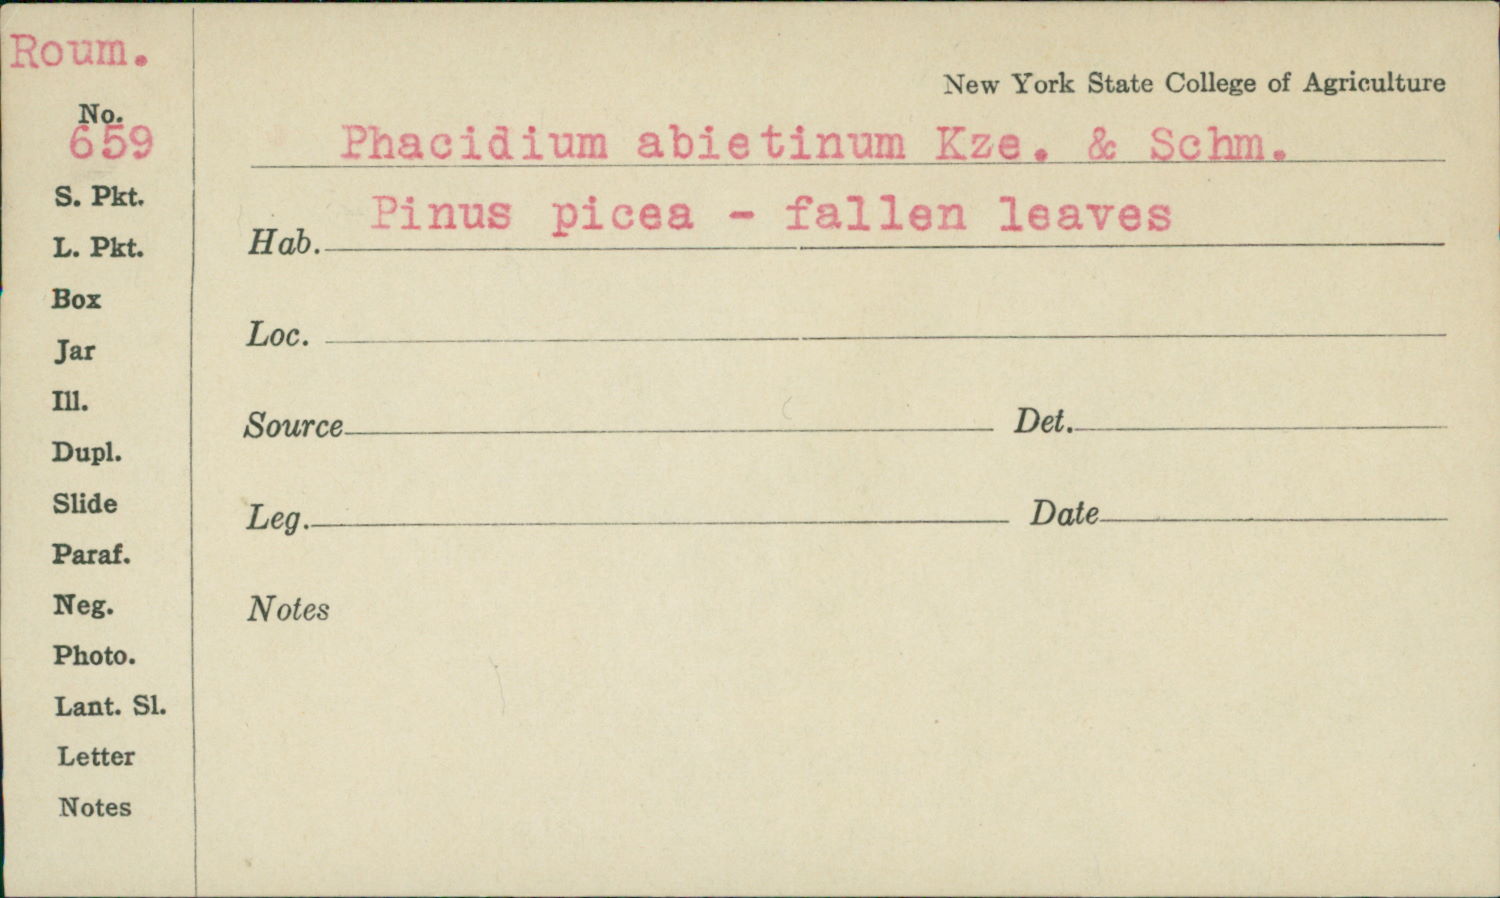 Roum.
No.
659
S. Pkt.
L. Pkt.
Box
Jar
Ill.
Dupl.
Slide
Paraf.
Neg.
Photo.
Lant. Sl.
Letter
Notes
New York State College of Agriculture
Phacidium abietinum Kze. & Schm.
Hab. Pinus picea - fallen leaves
Loc.
Source Det.
Leg. Date
Notes